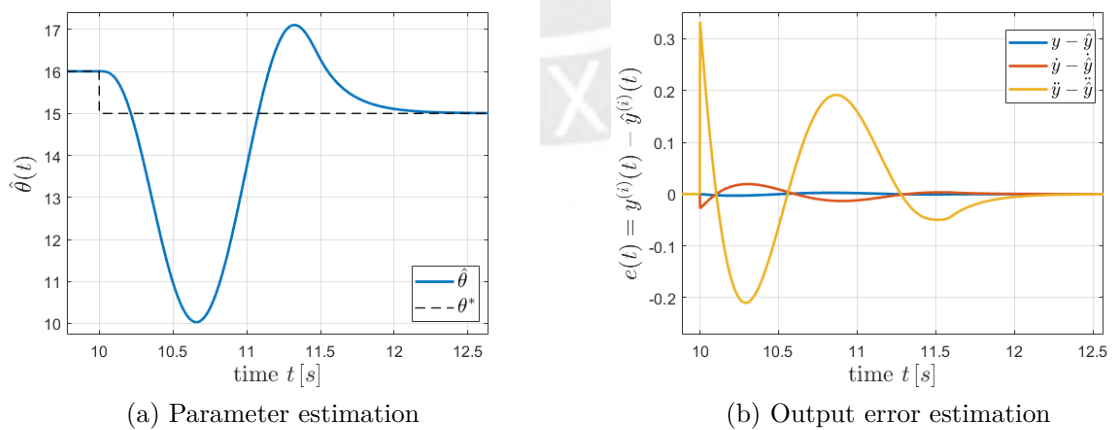 17
16
15
14
13
12
11
10
10
10.5
11
11.5
12
12.5
θ̂(t)
time t [s]
θ̂
θ*
(a) Parameter estimation
X
0.3
0.2
0.1
0
-0.1
-0.2
10
10.5
11
11.5
12
12.5
e(t) = y⁽ⁱ⁾(t) − ŷ⁽ⁱ⁾(t)
time t [s]
y − ŷ
ẏ − ŷ̇
ÿ − ŷ̈
(b) Output error estimation